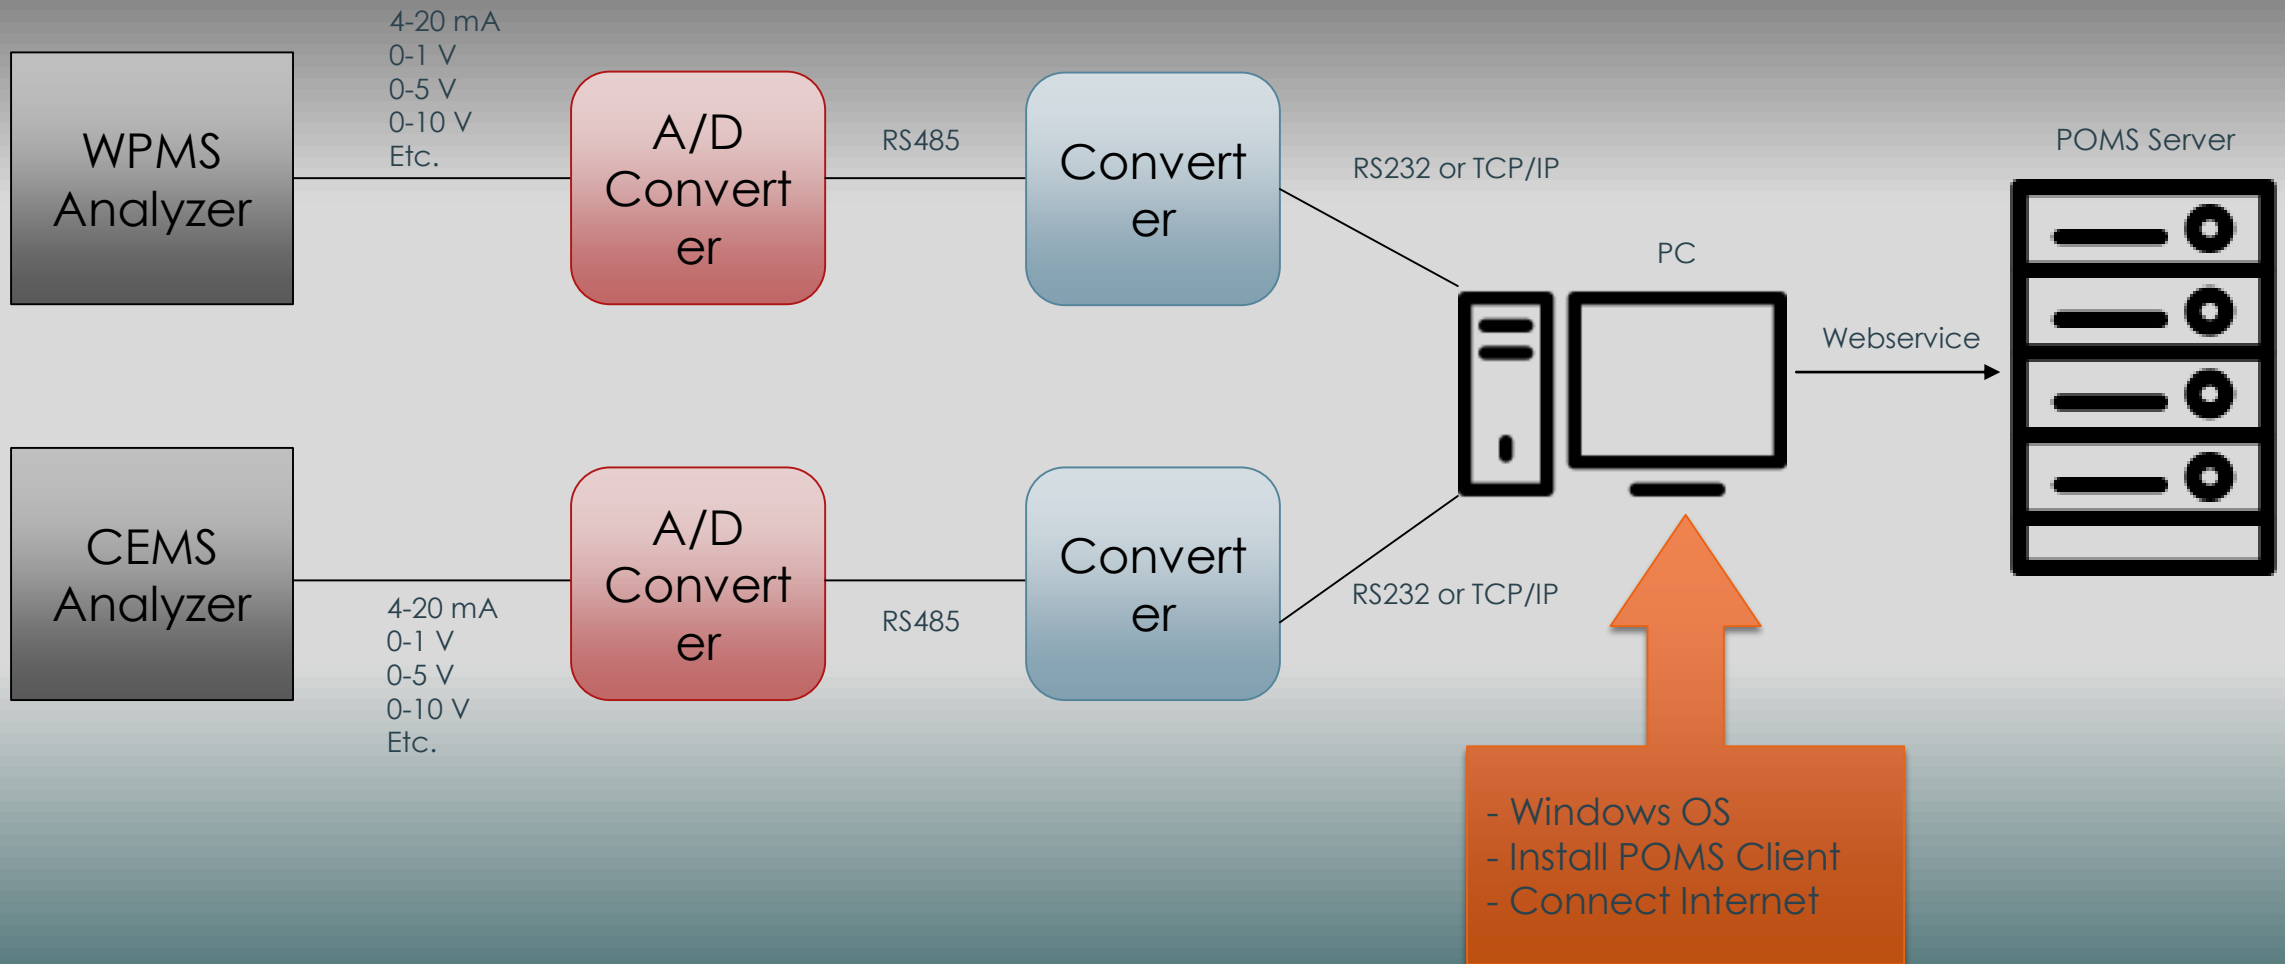 4-20 mA
0-1 V
0-5 V
0-10 V
Etc.
WPMS
Analyzer
A/D
Convert
er
RS485
Convert
er
RS232 or TCP/IP
PC
Webservice
POMS Server
CEMS
Analyzer
4-20 mA
0-1 V
0-5 V
0-10 V
Etc.
A/D
Convert
er
RS485
Convert
er
RS232 or TCP/IP
- Windows OS
- Install POMS Client
- Connect Internet